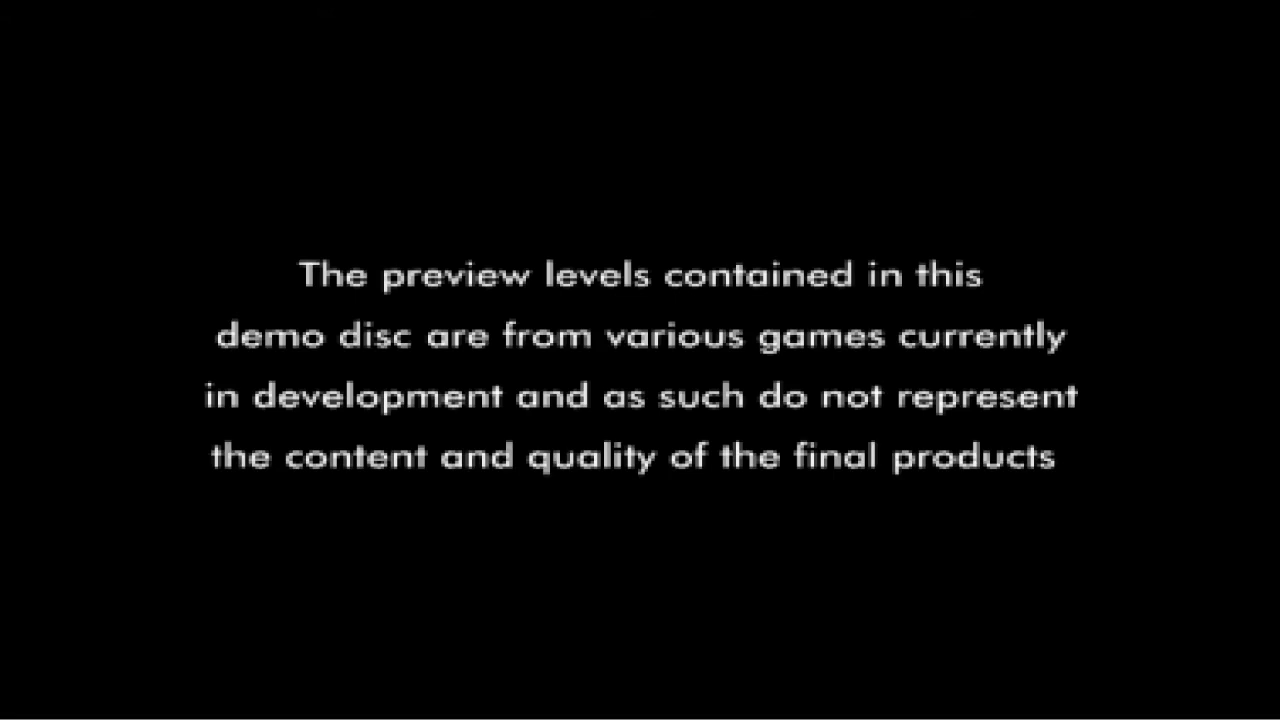 The preview levels contained in this
demo disc are from various games currently
in development and as such do not represent
the content and quality of the final products